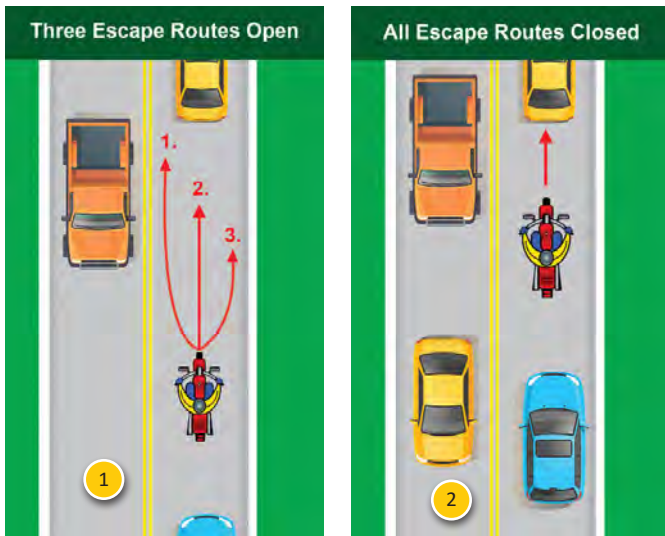 Three Escape Routes Open
1.
2.
3.
1
All Escape Routes Closed
2